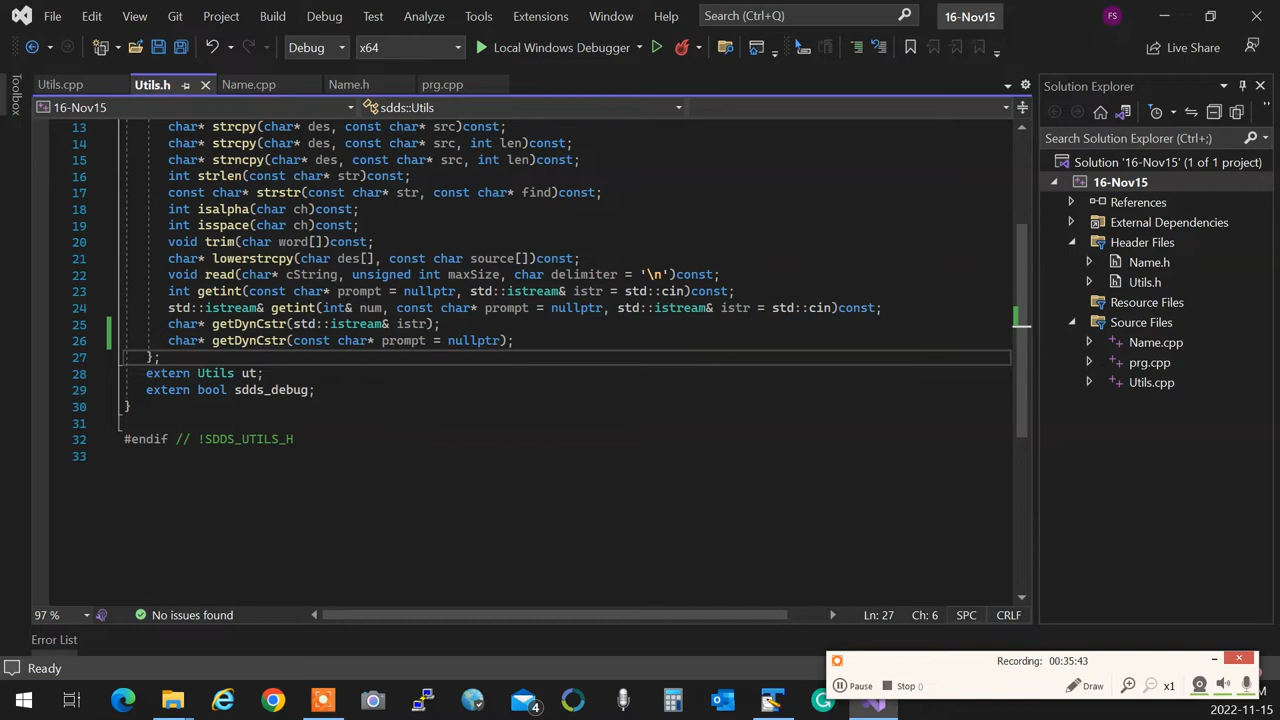 File Edit View Git Project Build Debug Test Analyze Tools Extensions Window Help Search (Ctrl+Q) 16-Nov15 FS
Debug x64 Local Windows Debugger Live Share
Toolbox
Utils.cpp Utils.h Name.cpp Name.h prg.cpp
16-Nov15 sdds::Utils
13 char* strcpy(char* des, const char* src)const;
14 char* strcpy(char* des, const char* src, int len)const;
15 char* strncpy(char* des, const char* src, int len)const;
16 int strlen(const char* str)const;
17 const char* strstr(const char* str, const char* find)const;
18 int isalpha(char ch)const;
19 int isspace(char ch)const;
20 void trim(char word[])const;
21 char* lowerstrcpy(char des[], const char source[])const;
22 void read(char* cString, unsigned int maxSize, char delimiter = '\n')const;
23 int getint(const char* prompt = nullptr, std::istream& istr = std::cin)const;
24 std::istream& getint(int& num, const char* prompt = nullptr, std::istream& istr = std::cin)const;
25 char* getDynCstr(std::istream& istr);
26 char* getDynCstr(const char* prompt = nullptr);
27 };
28 extern Utils ut;
29 extern bool sdds_debug;
30 }
31
32 #endif // !SDDS_UTILS_H
33
Solution Explorer
Search Solution Explorer (Ctrl+;)
Solution '16-Nov15' (1 of 1 project)
16-Nov15
References
External Dependencies
Header Files
Name.h
Utils.h
Resource Files
Source Files
Name.cpp
prg.cpp
Utils.cpp
97 % No issues found Ln: 27 Ch: 6 SPC CRLF
Error List
Ready
Recording: 00:35:43
Pause Stop () Draw x1
4
2022-11-15